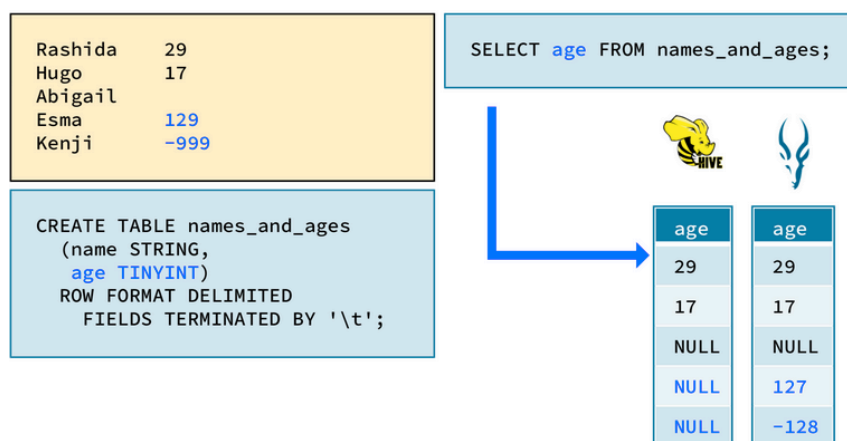 Rashida 29
Hugo 17
Abigail
Esma 129
Kenji -999
CREATE TABLE names_and_ages
(name STRING,
age TINYINT)
ROW FORMAT DELIMITED
FIELDS TERMINATED BY '\t';
SELECT age FROM names_and_ages;
HIVE
age age
29 29
17 17
NULL NULL
NULL 127
NULL -128